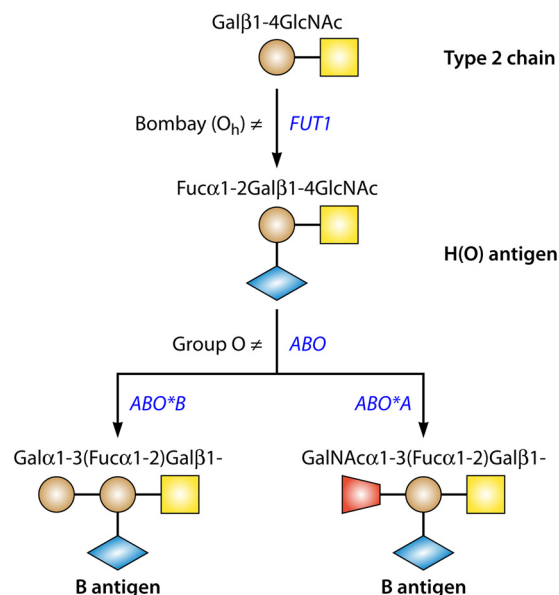 Galβ1-4GlcNAc
Type 2 chain
Bombay (Oh) ≠ FUT1
Fucα1-2Galβ1-4GlcNAc
H(O) antigen
Group O ≠ ABO
ABO*B
ABO*A
Galα1-3(Fucα1-2)Galβ1-
GalNAcα1-3(Fucα1-2)Galβ1-
B antigen
B antigen